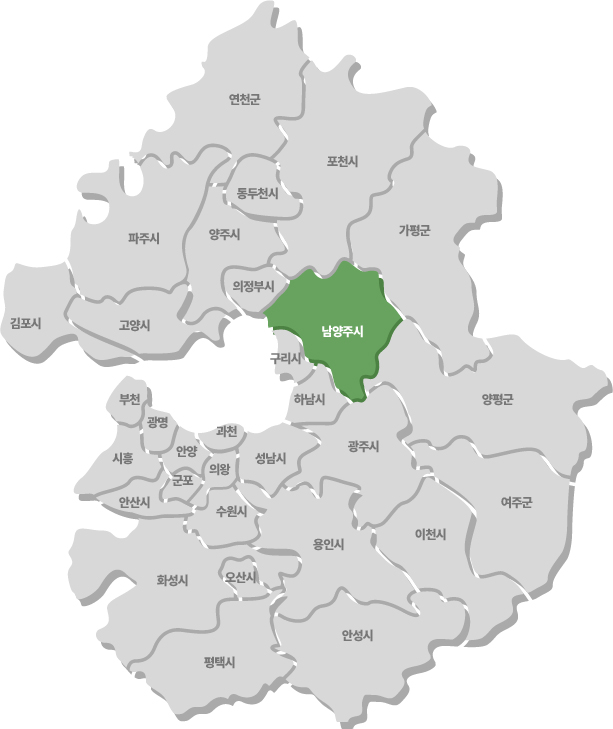 연천군
포천시
동두천시
가평군
양주시
파주시
의정부시
김포시
고양시
남양주시
구리시
양평군
하남시
부천
광명
과천
광주시
안양
시흥
성남시
의왕
군포
안산시
여주군
수원시
이천시
용인시
오산시
화성시
안성시
평택시